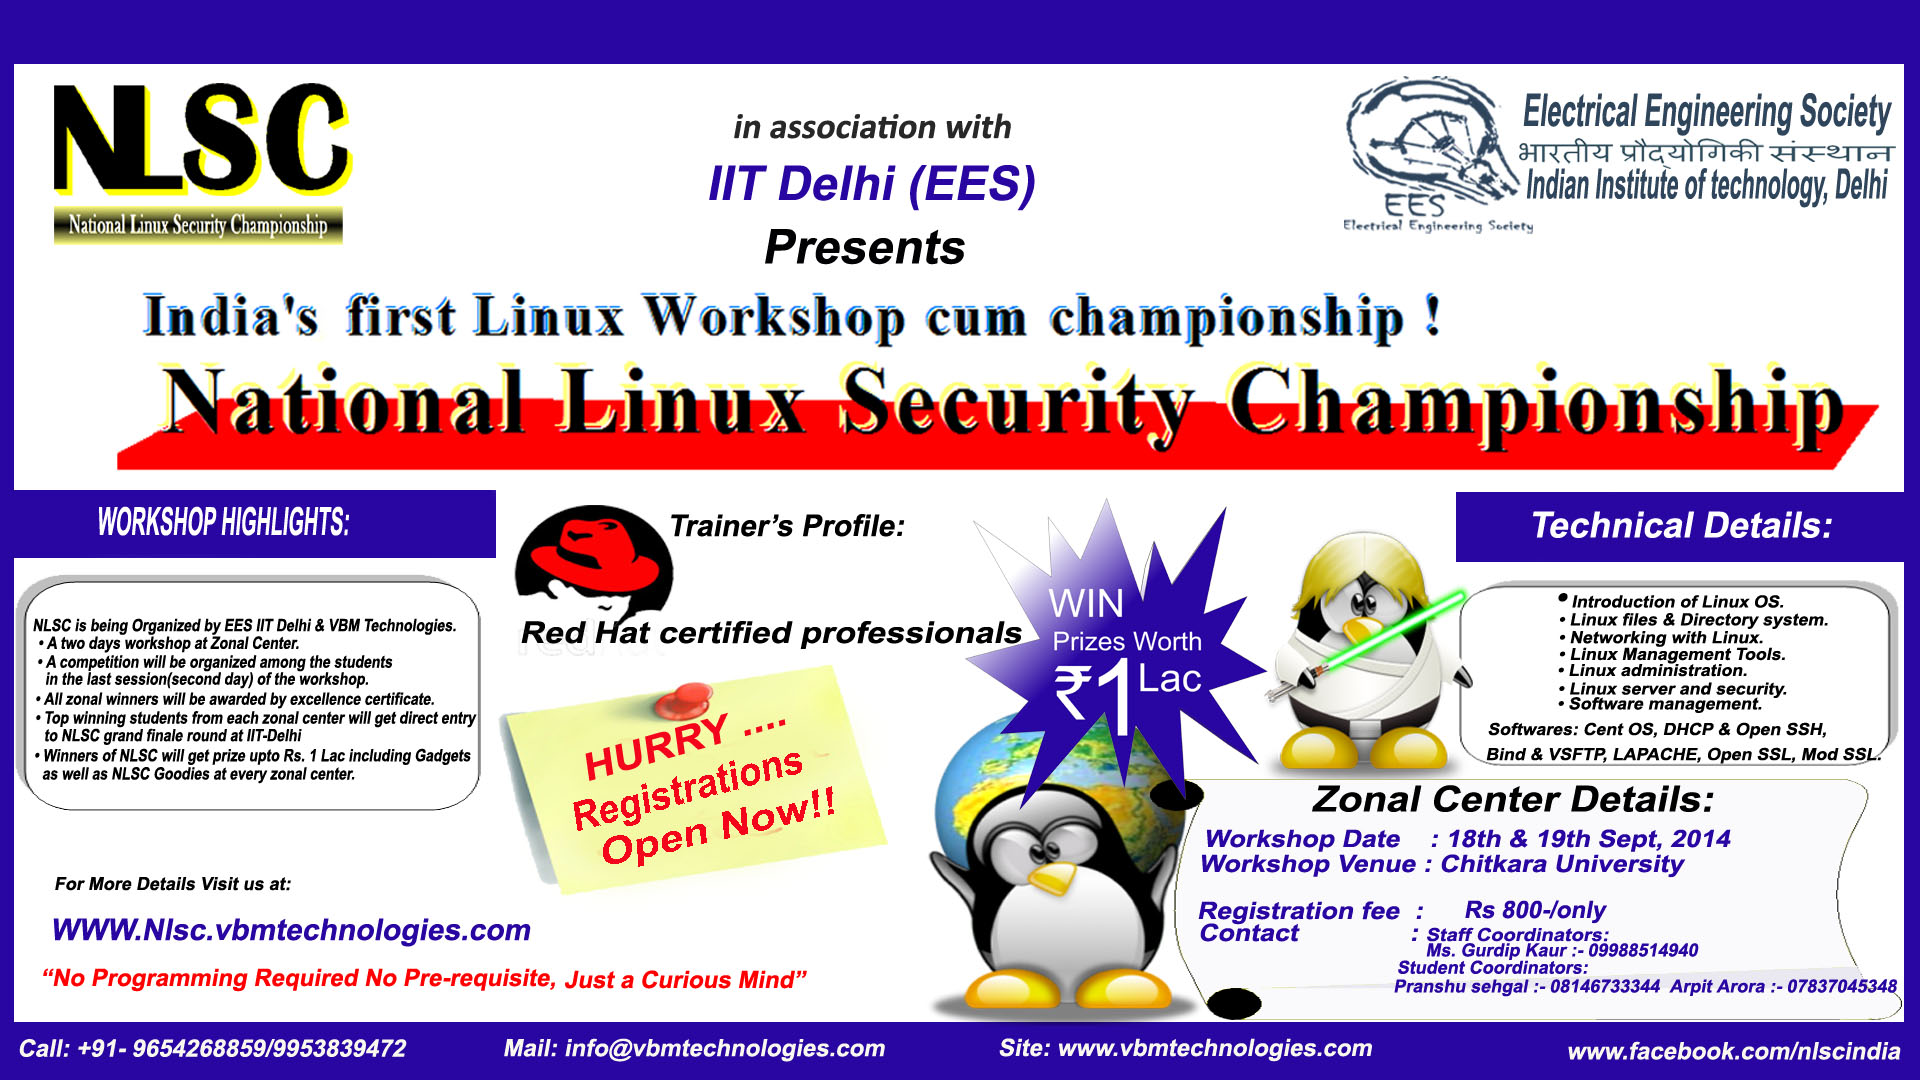 NLSC
National Linux Security Championship
in association with
IIT Delhi (EES)
Presents
EES
Electrical Engineering Society
Electrical Engineering Society
भारतीय प्रौद्योगिकी संस्थान
Indian Institute of technology, Delhi
India's first Linux Workshop cum championship !
National Linux Security Championship
WORKSHOP HIGHLIGHTS:
NLSC is being Organized by EES IIT Delhi & VBM Technologies.
• A two days workshop at Zonal Center.
• A competition will be organized among the students
in the last session(second day) of the workshop.
• All zonal winners will be awarded by excellence certificate.
• Top winning students from each zonal center will get direct entry
to NLSC grand finale round at IIT-Delhi
• Winners of NLSC will get prize upto Rs. 1 Lac including Gadgets
as well as NLSC Goodies at every zonal center.
For More Details Visit us at:
WWW.Nlsc.vbmtechnologies.com
“No Programming Required No Pre-requisite, Just a Curious Mind”
Trainer’s Profile:
Red Hat certified professionals
HURRY ....
Registrations
Open Now!!
WIN
Prizes Worth
₹1 Lac
Technical Details:
• Introduction of Linux OS.
• Linux files & Directory system.
• Networking with Linux.
• Linux Management Tools.
• Linux administration.
• Linux server and security.
• Software management.
Softwares: Cent OS, DHCP & Open SSH,
Bind & VSFTP, LAPACHE, Open SSL, Mod SSL.
Zonal Center Details:
Workshop Date : 18th & 19th Sept, 2014
Workshop Venue : Chitkara University
Registration fee : Rs 800-/only
Contact : Staff Coordinators:
Ms. Gurdip Kaur :- 09988514940
Student Coordinators:
Pranshu sehgal :- 08146733344 Arpit Arora :- 07837045348
Call: +91- 9654268859/9953839472
Mail: info@vbmtechnologies.com
Site: www.vbmtechnologies.com
www.facebook.com/nlscindia